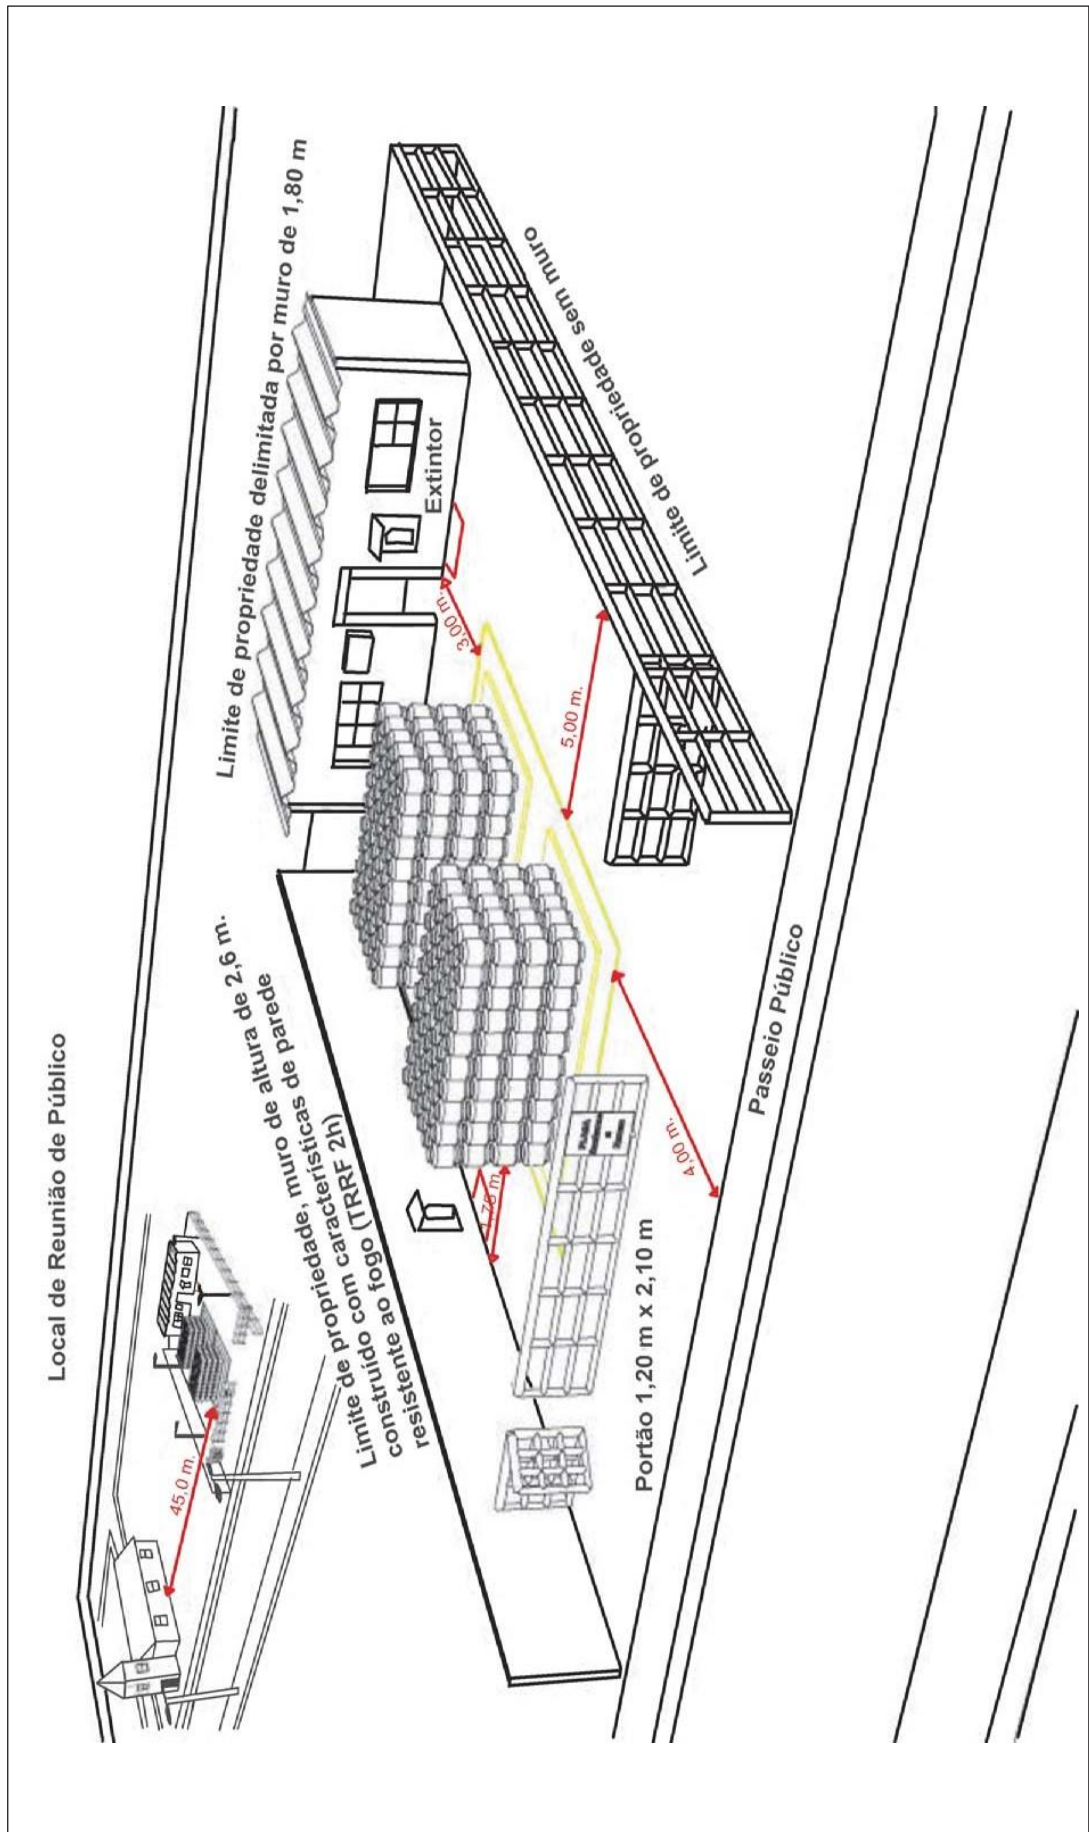 Local de Reunião de Público
45,0 m.
Limite de propriedade delimitada por muro de 1,80 m
Limite de propriedade, muro de altura de 2,6 m.
construído com características de parede
resistente ao fogo (TRRF 2h)
Extintor
3,00 m.
5,00 m.
Limite de propriedade sem muro
PLACA
4,00 m.
Portão 1,20 m x 2,10 m
Passeio Público